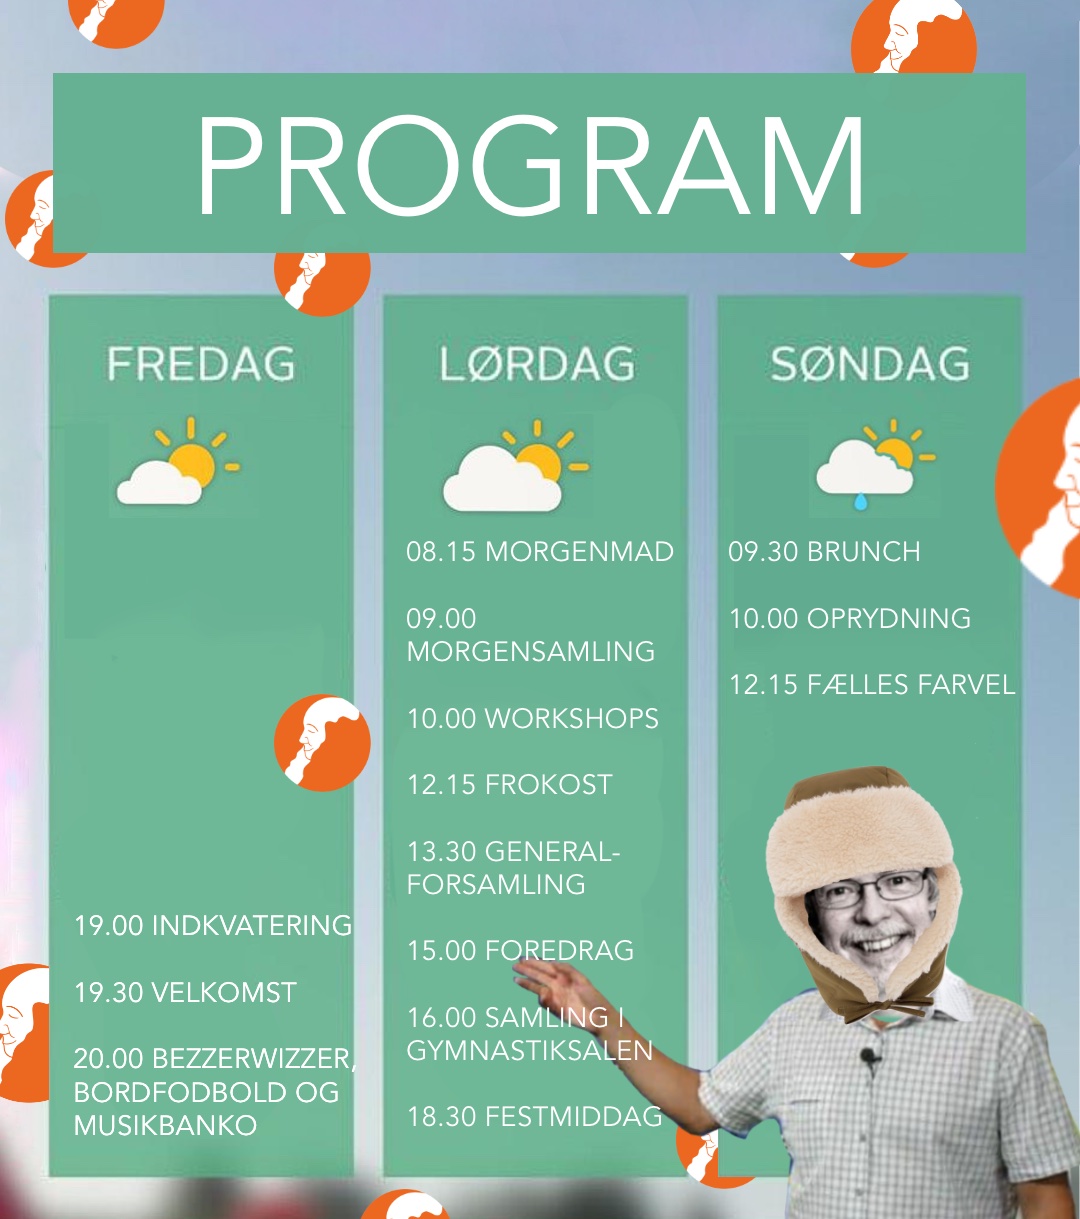 PROGRAM
FREDAG
19.00 INDKVATERING
19.30 VELKOMST
20.00 BEZZERWIZZER,
BORDFODBOLD OG
MUSIKBANKO
LØRDAG
08.15 MORGENMAD
09.00
MORGENSAMLING
10.00 WORKSHOPS
12.15 FROKOST
13.30 GENERAL-
FORSAMLING
15.00 FOREDRAG
16.00 SAMLING I
GYMNASTIKSALEN
18.30 FESTMIDDAG
SØNDAG
09.30 BRUNCH
10.00 OPRYDNING
12.15 FÆLLES FARVEL